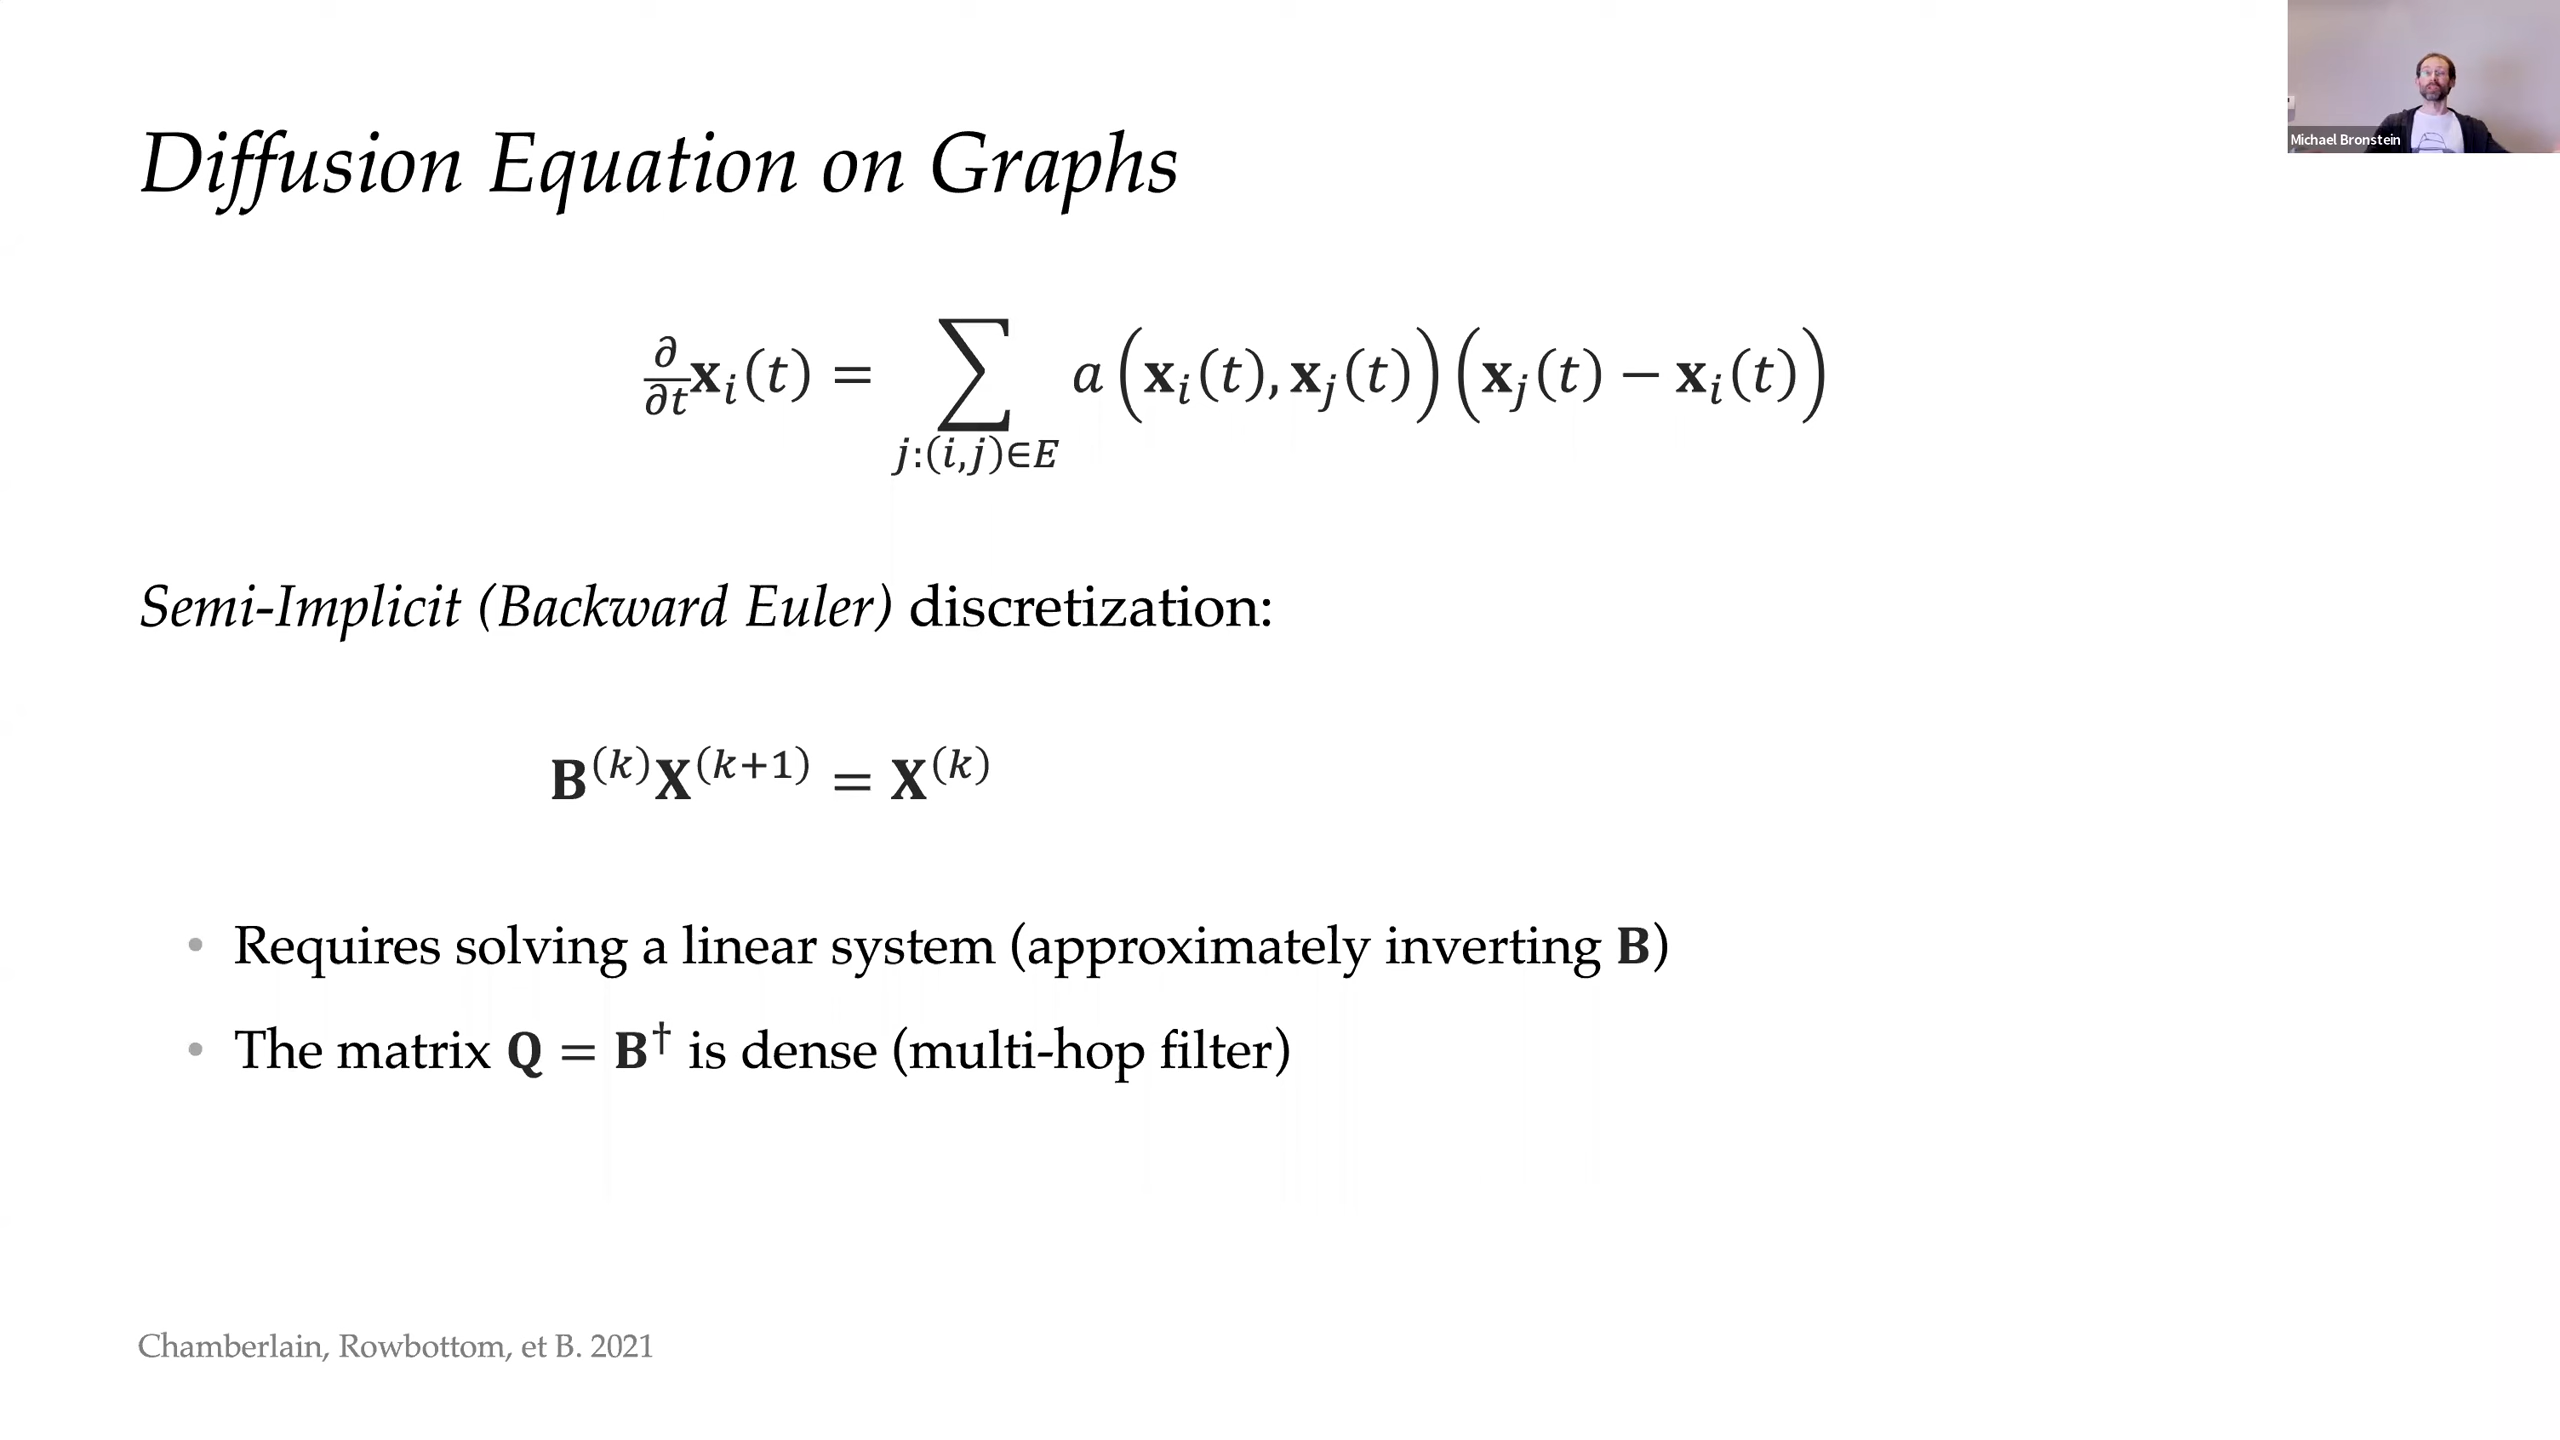 Michael Bronstein
Diffusion Equation on Graphs
∂/∂t 𝐱ᵢ(t) = ∑_{j:(i,j)∈E} a(𝐱ᵢ(t), 𝐱ⱼ(t)) (𝐱ⱼ(t) − 𝐱ᵢ(t))
Semi-Implicit (Backward Euler) discretization:
𝐁⁽ᵏ⁾𝐗⁽ᵏ⁺¹⁾ = 𝐗⁽ᵏ⁾
• Requires solving a linear system (approximately inverting 𝐁)
• The matrix 𝐐 = 𝐁† is dense (multi-hop filter)
Chamberlain, Rowbottom, et B. 2021